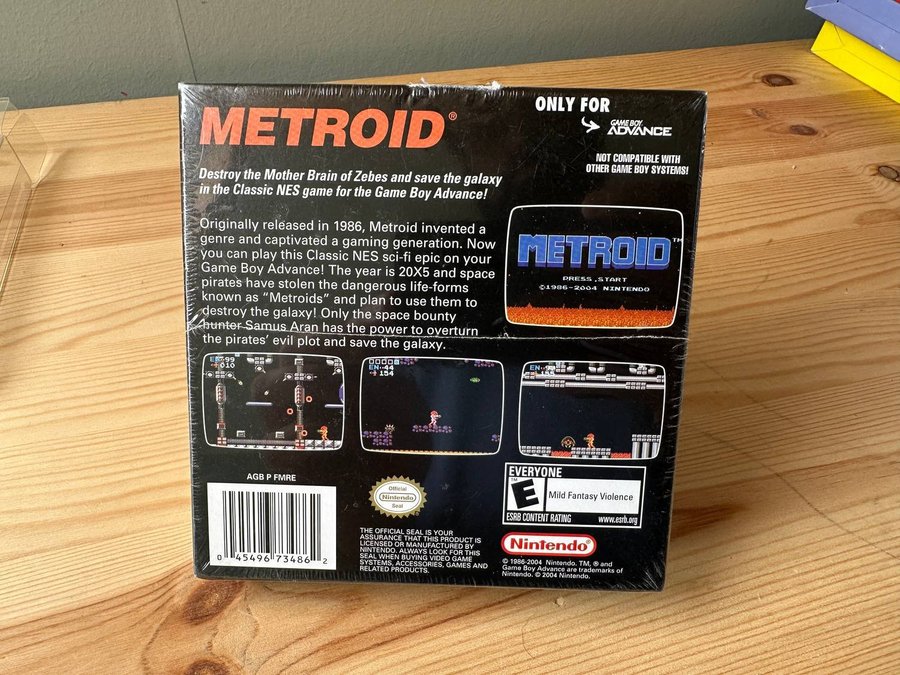 METROID®
ONLY FOR
GAME BOY
ADVANCE
NOT COMPATIBLE WITH
OTHER GAME BOY SYSTEMS!
Destroy the Mother Brain of Zebes and save the galaxy
in the Classic NES game for the Game Boy Advance!
Originally released in 1986, Metroid invented a
genre and captivated a gaming generation. Now
you can play this Classic NES sci-fi epic on your
Game Boy Advance! The year is 20X5 and space
pirates have stolen the dangerous life-forms
known as "Metroids" and plan to use them to
destroy the galaxy! Only the space bounty
hunter Samus Aran has the power to overturn
the pirates' evil plot and save the galaxy.
METROID™
PRESS START
©1986-2004 NINTENDO
EN··99
010
EN··44
154
EN··
AGB P FMRE
0 45496 73486 2
Official
Nintendo
Seal
THE OFFICIAL SEAL IS YOUR
ASSURANCE THAT THIS PRODUCT IS
LICENSED OR MANUFACTURED BY
NINTENDO. ALWAYS LOOK FOR THIS
SEAL WHEN BUYING VIDEO GAME
SYSTEMS, ACCESSORIES, GAMES AND
RELATED PRODUCTS.
EVERYONE
E
Mild Fantasy Violence
ESRB CONTENT RATING www.esrb.org
Nintendo®
© 1986-2004 Nintendo. TM, ® and
Game Boy Advance are trademarks of
Nintendo. © 2004 Nintendo.